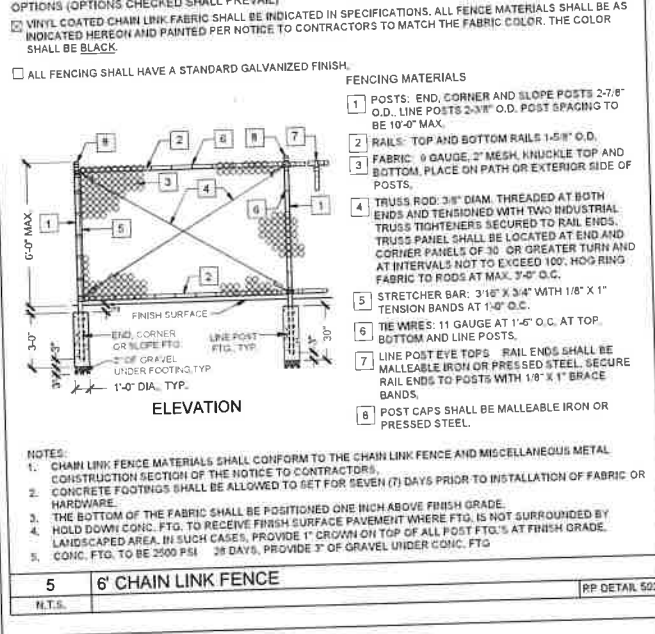 OPTIONS (OPTIONS CHECKED SHALL PREVAIL)
☒ VINYL COATED CHAIN LINK FABRIC SHALL BE INDICATED IN SPECIFICATIONS. ALL FENCE MATERIALS SHALL BE AS
INDICATED HEREON AND PAINTED PER NOTICE TO CONTRACTORS TO MATCH THE FABRIC COLOR. THE COLOR
SHALL BE BLACK.
☐ ALL FENCING SHALL HAVE A STANDARD GALVANIZED FINISH.
FENCING MATERIALS
1 POSTS: END, CORNER AND SLOPE POSTS 2-7/8"
O.D., LINE POSTS 2-3/8" O.D. POST SPACING TO
BE 10'-0" MAX.
2 RAILS: TOP AND BOTTOM RAILS 1-5/8" O.D.
3 FABRIC: 9 GAUGE, 2" MESH, KNUCKLE TOP AND
BOTTOM, PLACE ON PATH OR EXTERIOR SIDE OF
POSTS.
4 TRUSS ROD: 3/8" DIAM. THREADED AT BOTH
ENDS AND TENSIONED WITH TWO INDUSTRIAL
TRUSS TIGHTENERS SECURED TO RAIL ENDS.
TRUSS PANEL SHALL BE LOCATED AT END AND
CORNER PANELS OF 30 OR GREATER TURN AND
AT INTERVALS NOT TO EXCEED 100'. HOG RING
FABRIC TO RODS AT MAX. 3'-0" O.C.
5 STRETCHER BAR: 3/16" X 3/4" WITH 1/8" X 1"
TENSION BANDS AT 1'-0" O.C.
6 TIE WIRES: 11 GAUGE AT 1'-6" O.C. AT TOP,
BOTTOM AND LINE POSTS.
7 LINE POST EYE TOPS RAIL ENDS SHALL BE
MALLEABLE IRON OR PRESSED STEEL. SECURE
RAIL ENDS TO POSTS WITH 1/8" X 1" BRACE
BANDS.
8 POST CAPS SHALL BE MALLEABLE IRON OR
PRESSED STEEL.
8 2 6 8 7
3 4
1 5 6 1
2
6'-0" MAX.
FINISH SURFACE
END, CORNER
OR SLOPE FTG.
LINE POST
FTG., TYP.
2" OF GRAVEL
UNDER FOOTING, TYP
3'-0"
3"
3"
3"
30"
1'-0" DIA., TYP.
ELEVATION
NOTES:
1. CHAIN LINK FENCE MATERIALS SHALL CONFORM TO THE CHAIN LINK FENCE AND MISCELLANEOUS METAL
CONSTRUCTION SECTION OF THE NOTICE TO CONTRACTORS.
2. CONCRETE FOOTINGS SHALL BE ALLOWED TO SET FOR SEVEN (7) DAYS PRIOR TO INSTALLATION OF FABRIC OR
HARDWARE.
3. THE BOTTOM OF THE FABRIC SHALL BE POSITIONED ONE INCH ABOVE FINISH GRADE.
4. HOLD DOWN CONC. FTG. TO RECEIVE FINISH SURFACE PAVEMENT WHERE FTG. IS NOT SURROUNDED BY
LANDSCAPED AREA. IN SUCH CASES, PROVIDE 1" CROWN ON TOP OF ALL POST FTG.'S AT FINISH GRADE.
5. CONC. FTG. TO BE 2500 PSI 28 DAYS, PROVIDE 3" OF GRAVEL UNDER CONC. FTG
5 6' CHAIN LINK FENCE
N.T.S.
RP DETAIL